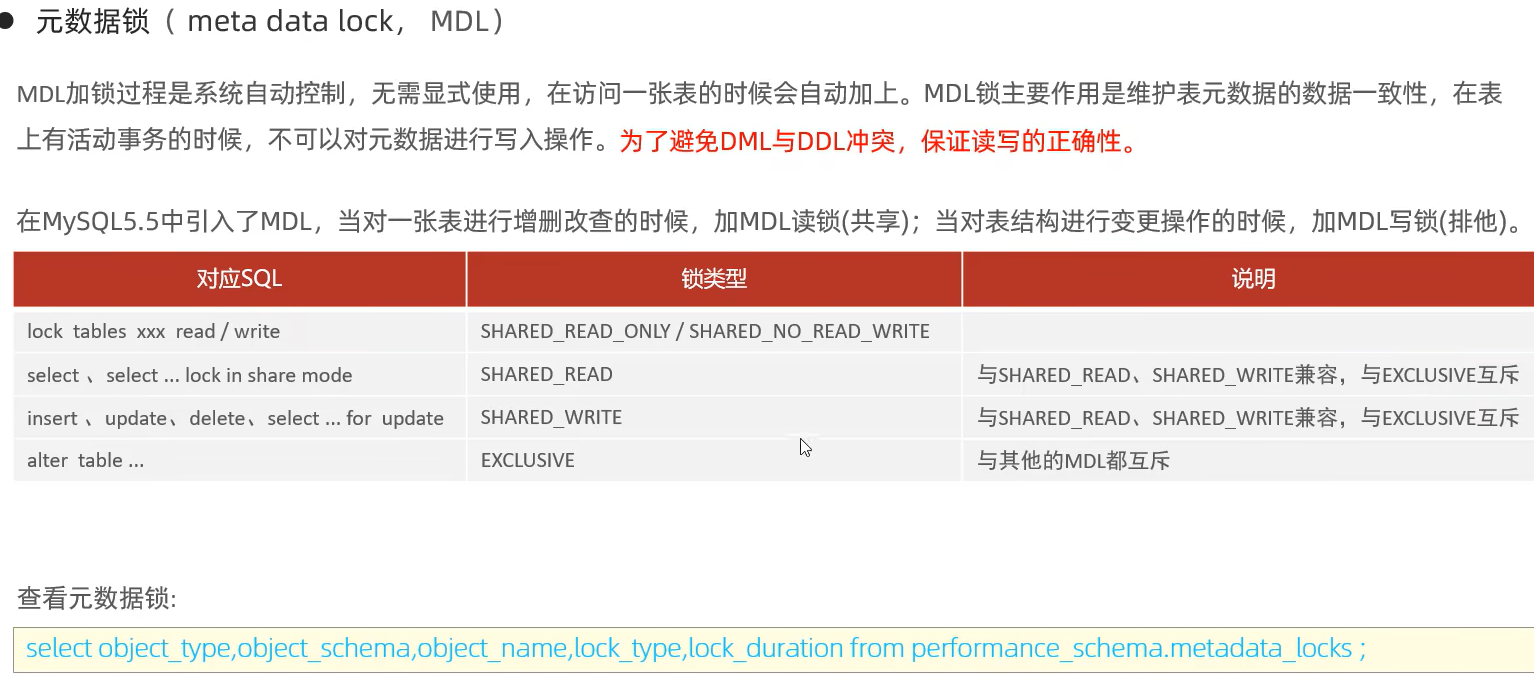 ● 元数据锁（ meta data lock， MDL）
MDL加锁过程是系统自动控制，无需显式使用，在访问一张表的时候会自动加上。MDL锁主要作用是维护表元数据的数据一致性，在表
上有活动事务的时候，不可以对元数据进行写入操作。为了避免DML与DDL冲突，保证读写的正确性。
在MySQL5.5中引入了MDL，当对一张表进行增删改查的时候，加MDL读锁(共享)；当对表结构进行变更操作的时候，加MDL写锁(排他)。
对应SQL 锁类型 说明
lock tables xxx read / write SHARED_READ_ONLY / SHARED_NO_READ_WRITE
select 、select ... lock in share mode SHARED_READ 与SHARED_READ、SHARED_WRITE兼容，与EXCLUSIVE互斥
insert 、update、delete、select ... for update SHARED_WRITE 与SHARED_READ、SHARED_WRITE兼容，与EXCLUSIVE互斥
alter table ... EXCLUSIVE 与其他的MDL都互斥
查看元数据锁:
select object_type,object_schema,object_name,lock_type,lock_duration from performance_schema.metadata_locks ;